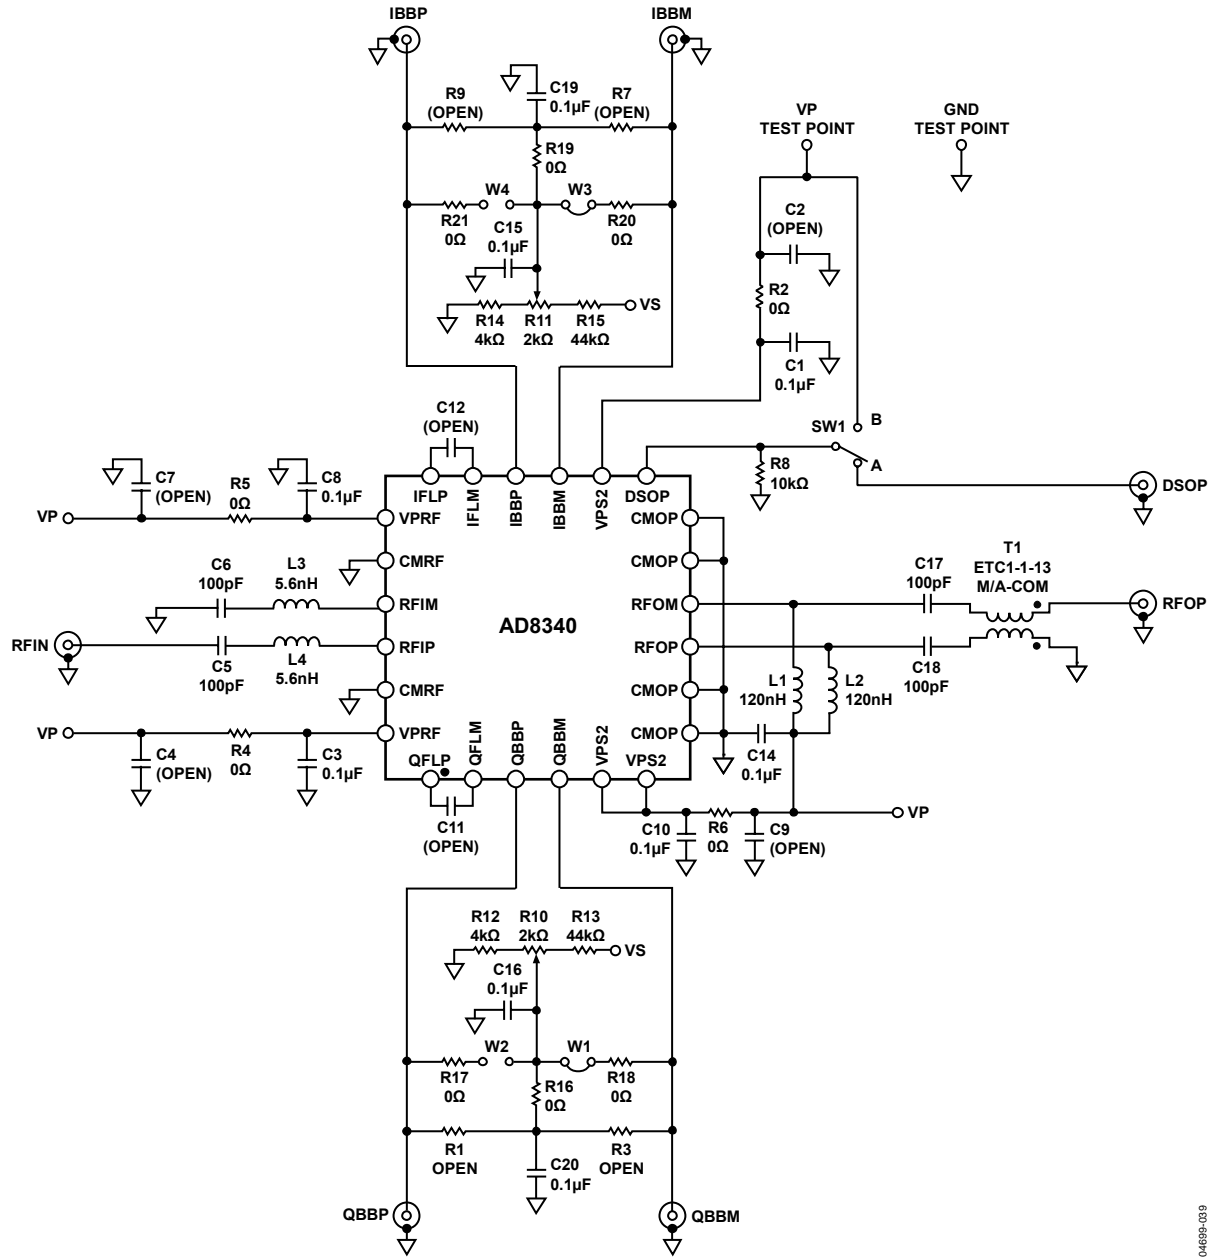 IBBP
IBBM
R9
(OPEN)
C19
0.1µF
R7
(OPEN)
VP
TEST POINT
GND
TEST POINT
R19
0Ω
W4
W3
R21
0Ω
C15
0.1µF
R20
0Ω
C2
(OPEN)
R2
0Ω
VS
R14
4kΩ
R11
2kΩ
R15
44kΩ
C1
0.1µF
C12
(OPEN)
SW1
B
A
R8
10kΩ
DSOP
C7
(OPEN)
R5
0Ω
C8
0.1µF
VP
IFLP
IFLM
IBBP
IBBM
VPS2
DSOP
VPRF
CMOP
CMRF
CMOP
C6
100pF
L3
5.6nH
RFIM
RFOM
C17
100pF
T1
ETC1-1-13
M/A-COM
RFOP
AD8340
RFIN
C5
100pF
L4
5.6nH
RFIP
RFOP
C18
100pF
CMRF
CMOP
L1
120nH
L2
120nH
VP
VPRF
CMOP
C4
(OPEN)
R4
0Ω
C3
0.1µF
QFLP
QFLM
QBBP
QBBM
VPS2
VPS2
C14
0.1µF
C11
(OPEN)
C10
0.1µF
R6
0Ω
C9
(OPEN)
VP
R12
4kΩ
R10
2kΩ
R13
44kΩ
VS
C16
0.1µF
W2
W1
R17
0Ω
R16
0Ω
R18
0Ω
R1
OPEN
C20
0.1µF
R3
OPEN
QBBP
QBBM
04699-039